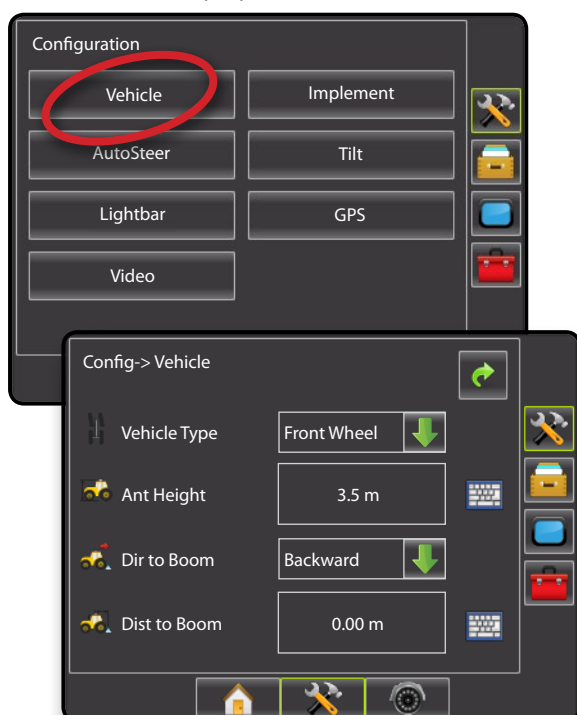 Configuration
Vehicle Implement
AutoSteer Tilt
Lightbar GPS
Video
Config-> Vehicle
Vehicle Type Front Wheel
Ant Height 3.5 m
Dir to Boom Backward
Dist to Boom 0.00 m